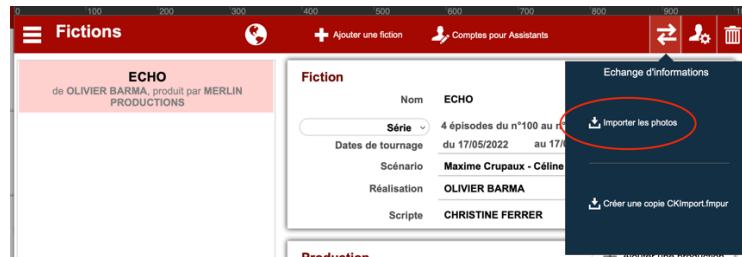 0 100 200 300 400 500 600 700 800 900
Fictions
Ajouter une fiction
Comptes pour Assistants
ECHO
de OLIVIER BARMA, produit par MERLIN
PRODUCTIONS
Fiction
Nom ECHO
Série 4 épisodes du n°100 au
Dates de tournage du 17/05/2022 au
Scénario Maxime Crupaux - Céline
Réalisation OLIVIER BARMA
Scripte CHRISTINE FERRER
Echange d'informations
Importer les photos
Créer une copie CKImport.fmpur
Production
Ajouter une production